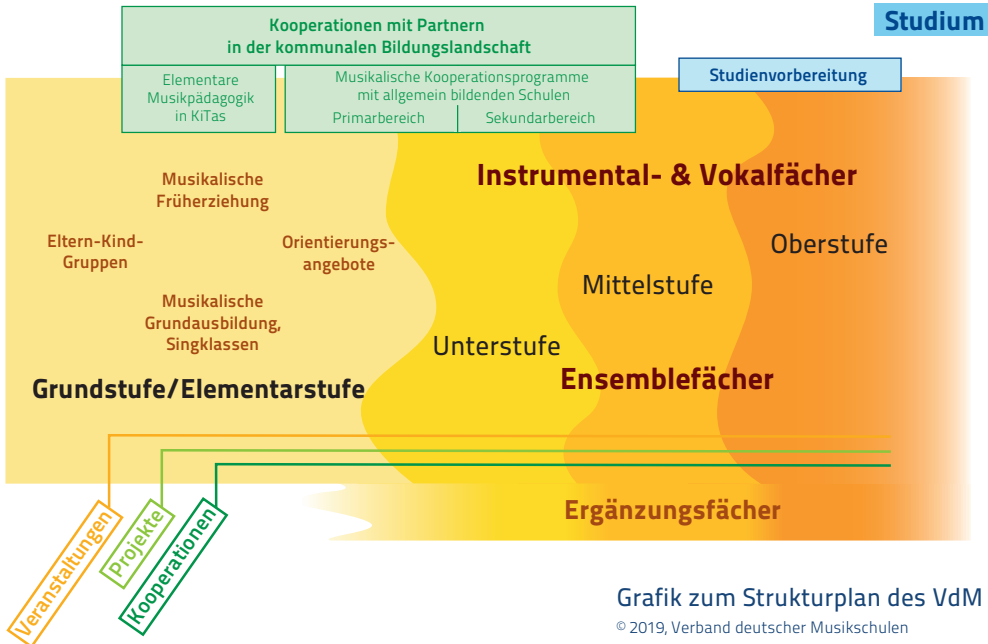 Studium
Kooperationen mit Partnern
in der kommunalen Bildungslandschaft
Elementare
Musikpädagogik
in KiTas
Musikalische Kooperationsprogramme
mit allgemein bildenden Schulen
Primarbereich
Sekundarbereich
Studienvorbereitung
Instrumental- & Vokalfächer
Musikalische
Früherziehung
Eltern-Kind-
Gruppen
Orientierungs-
angebote
Oberstufe
Mittelstufe
Musikalische
Grundausbildung,
Singklassen
Unterstufe
Grundstufe/Elementarstufe
Ensemblefächer
Ergänzungsfächer
Veranstaltungen
Projekte
Kooperationen
Grafik zum Strukturplan des VdM
© 2019, Verband deutscher Musikschulen